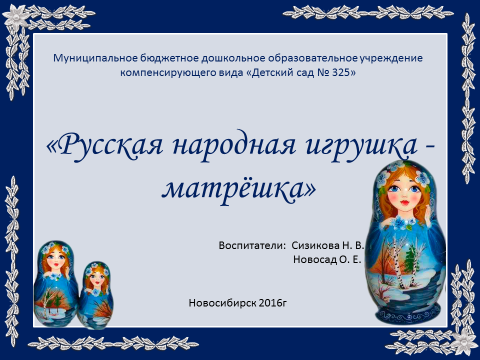 Муниципальное бюджетное дошкольное образовательное учреждение
компенсирующего вида «Детский сад № 325»
«Русская народная игрушка -
матрёшка»
Воспитатели: Сизикова Н. В.
Новосад О. Е.
Новосибирск 2016г